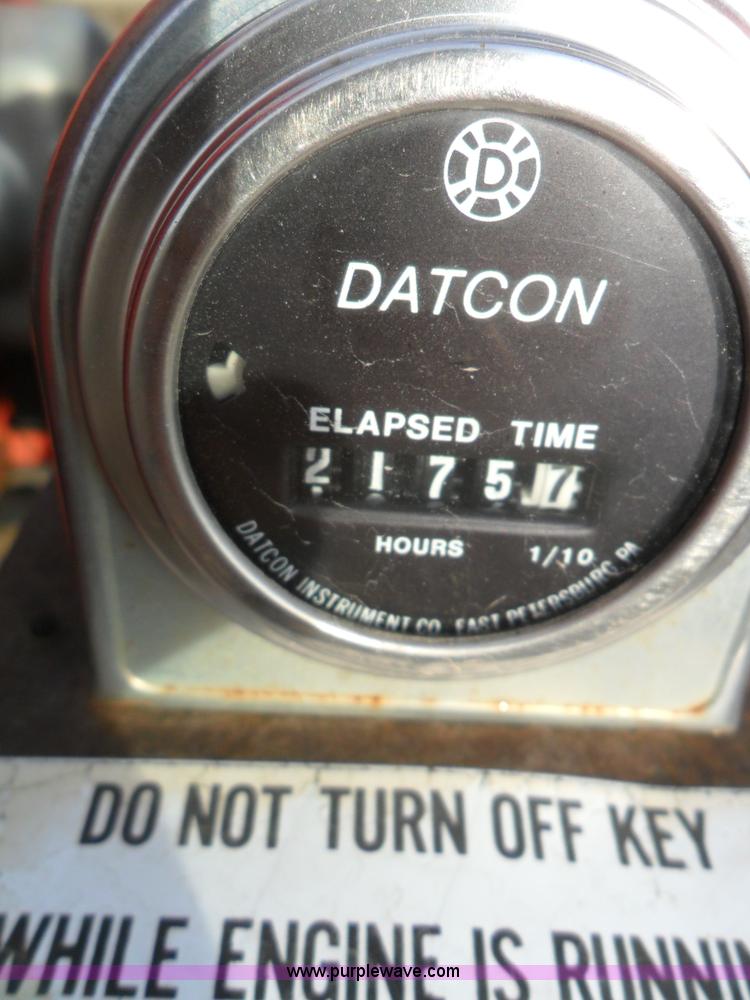 D
DATCON
ELAPSED TIME
2 1 7 5 7
HOURS 1/10
DATCON INSTRUMENT CO. EAST PETERSBURG, PA
DO NOT TURN OFF KEY
WHILE ENGINE IS RUNNIN
www.purplewave.com